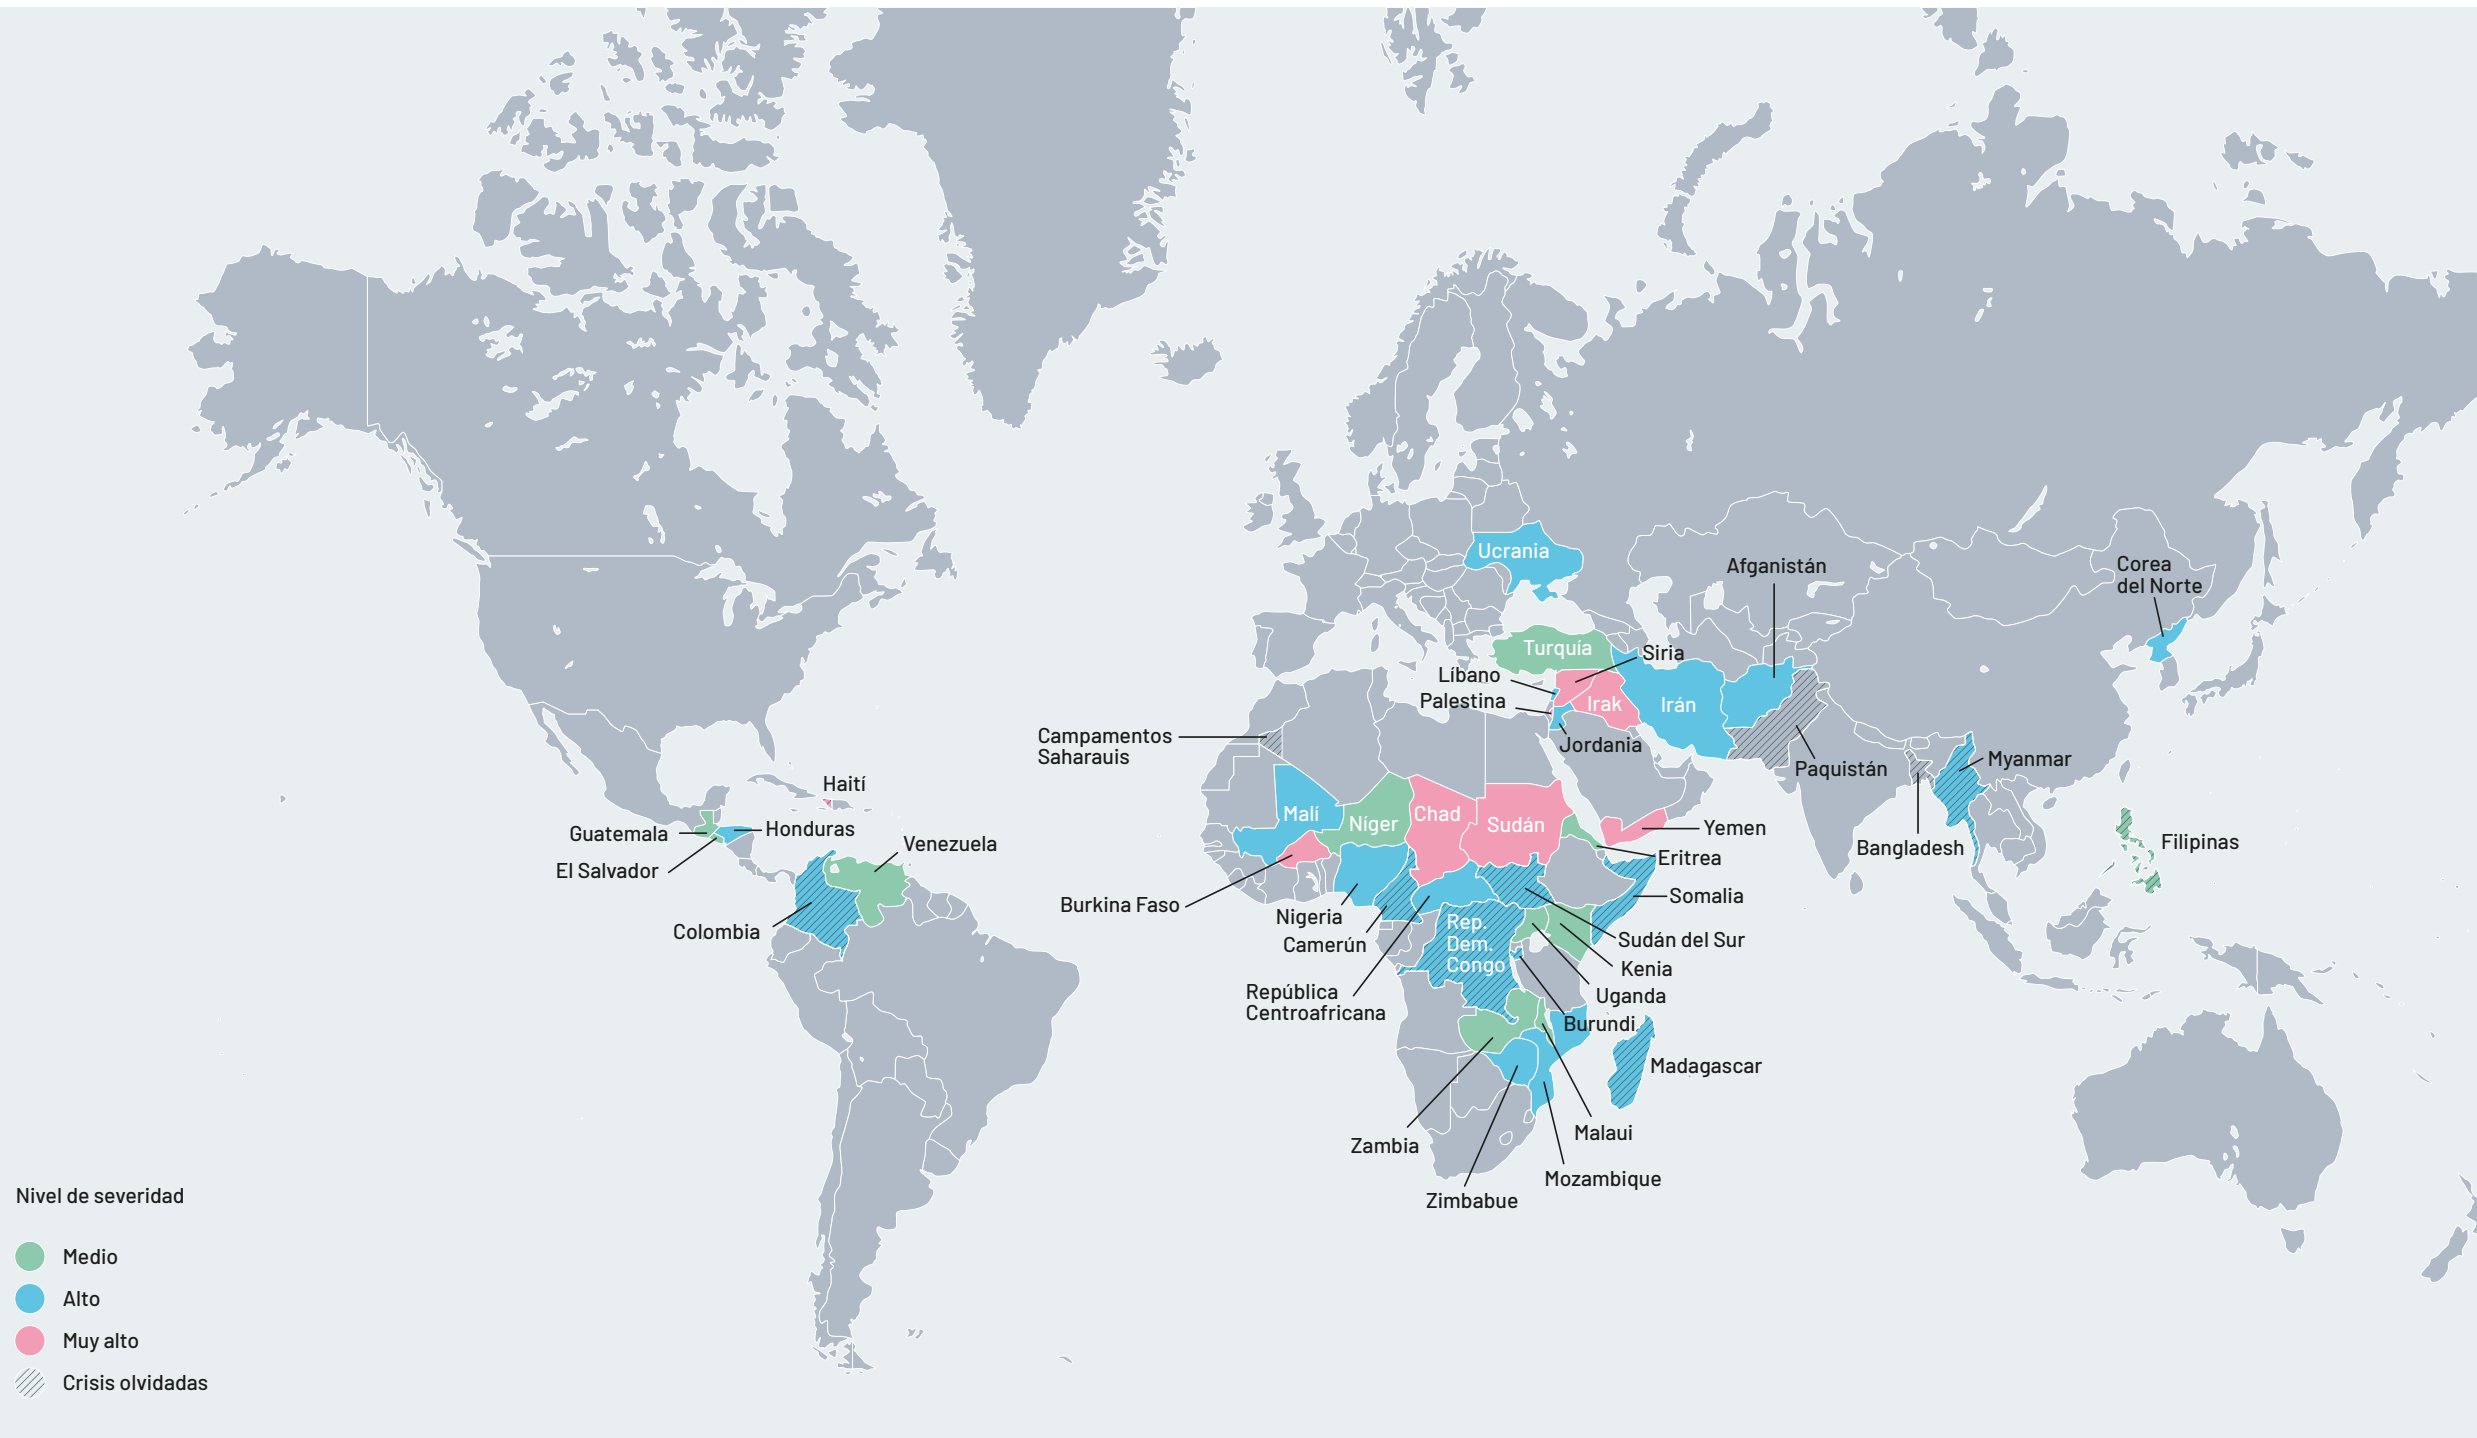 Ucrania
Afganistán
Corea
del Norte
Turquía
Siria
Líbano
Palestina
Irak
Irán
Campamentos
Saharauis
Jordania
Paquistán
Myanmar
Haití
Guatemala
Honduras
Venezuela
El Salvador
Malí
Níger
Chad
Sudán
Yemen
Eritrea
Bangladesh
Filipinas
Burkina Faso
Colombia
Nigeria
Camerún
Somalia
Rep.
Dem.
Congo
Sudán del Sur
Kenia
Uganda
República
Centroafricana
Burundi
Madagascar
Zambia
Malaui
Mozambique
Zimbabue
Nivel de severidad
Medio
Alto
Muy alto
Crisis olvidadas